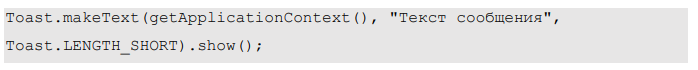 Toast.makeText(getApplicationContext(), "Текст сообщения",
Toast.LENGTH_SHORT).show();